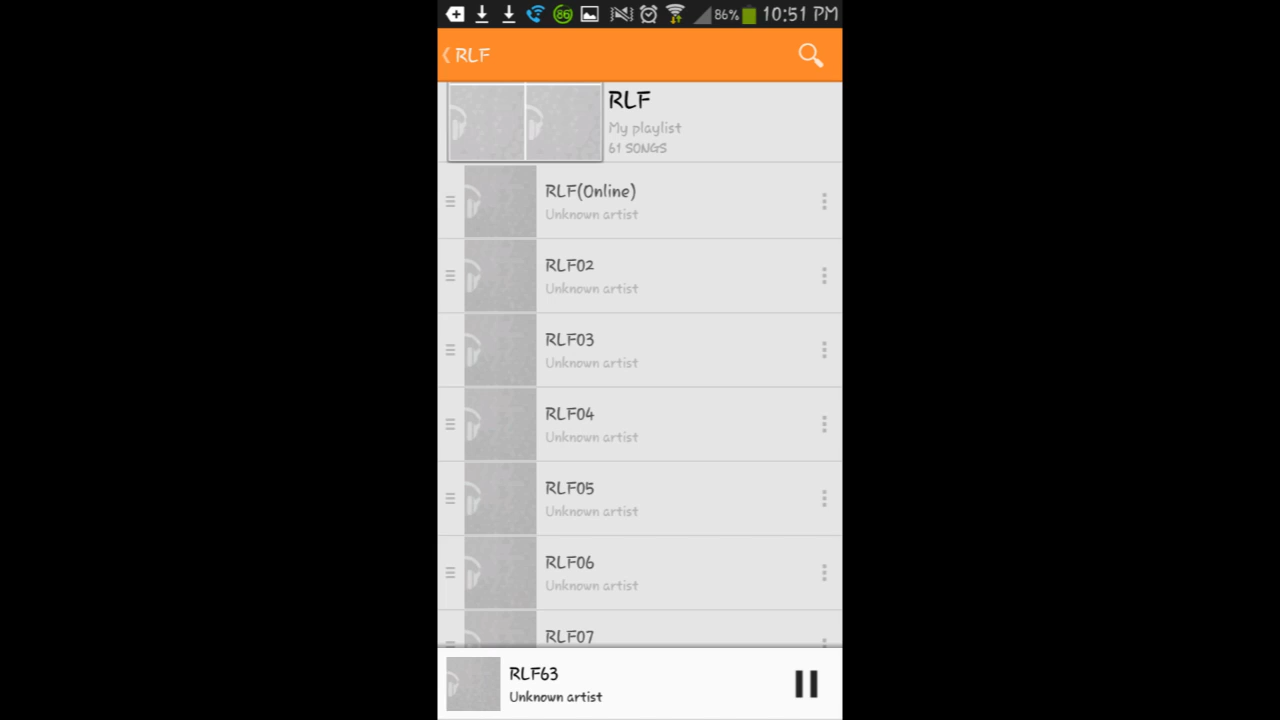 86 86% 10:51 PM
RLF
RLF
My playlist
61 SONGS
RLF(Online)
Unknown artist
RLF02
Unknown artist
RLF03
Unknown artist
RLF04
Unknown artist
RLF05
Unknown artist
RLF06
Unknown artist
RLF07
RLF63
Unknown artist